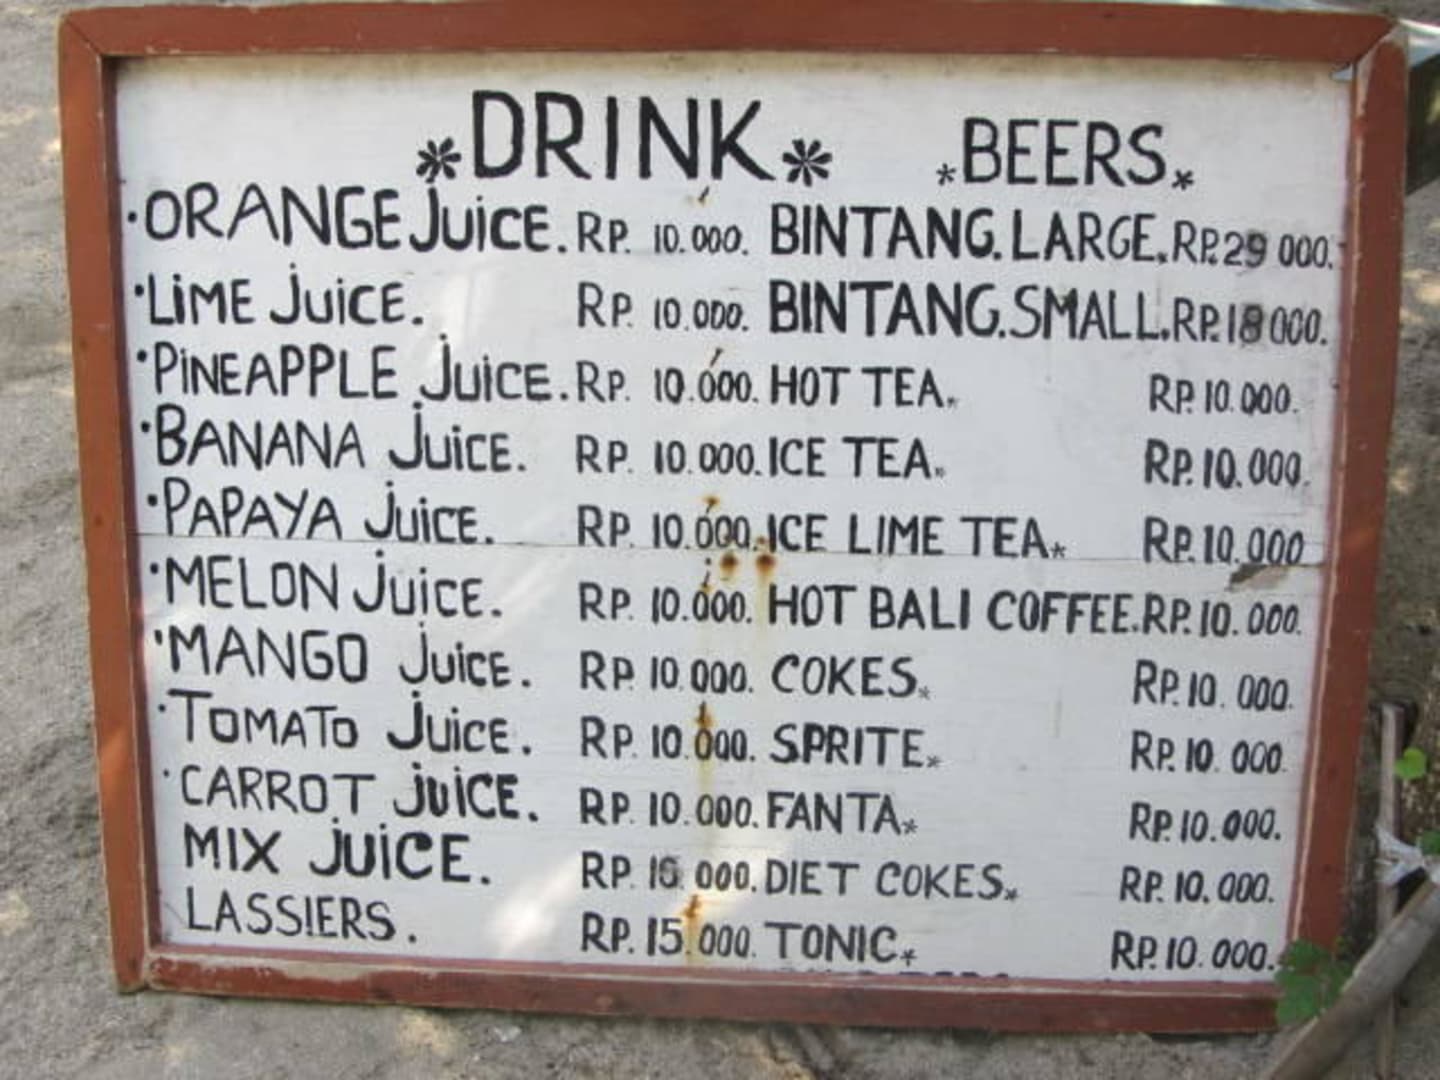 *DRINK* *BEERS*
·ORANGE JUiCE. RP. 10.000. BINTANG. LARGE. RP. 29 000.
·LiME JUiCE. RP. 10.000. BINTANG. SMALL. RP. 18 000.
·PiNEAPPLE JUiCE. RP. 10.000. HOT TEA* RP. 10.000.
·BANANA JUiCE. RP. 10.000. ICE TEA* RP. 10.000.
·PAPAYA JUiCE. RP. 10.000. ICE LIME TEA* RP. 10.000
·MELON JUiCE. RP. 10.000. HOT BALI COFFEE. RP. 10.000.
·MANGO JUiCE. RP. 10.000. COKES* RP. 10.000.
·TOMATO JUiCE. RP. 10.000. SPRITE* RP. 10.000
·CARROT JUiCE. RP. 10.000. FANTA* RP. 10.000.
MIX JUiCE. RP. 000. DIET COKES* RP. 10.000.
LASSIERS. RP. 15.000. TONIC* RP. 10.000.